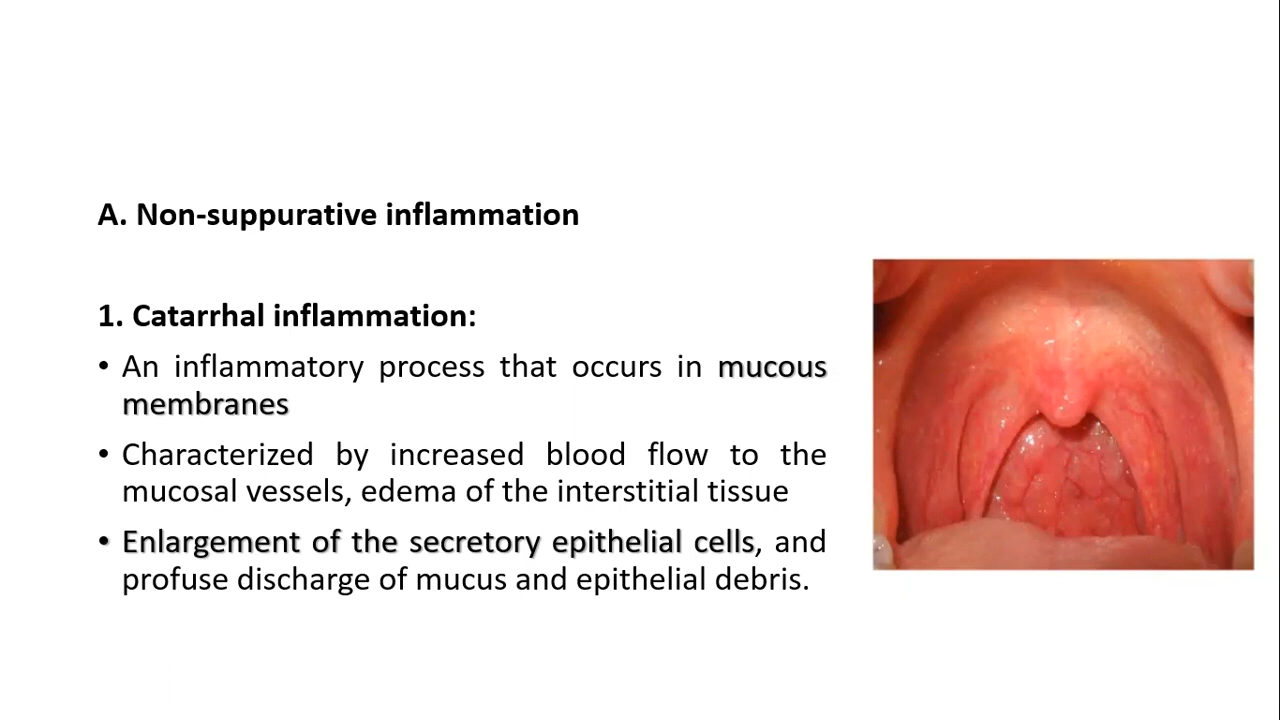 A. Non-suppurative inflammation
1. Catarrhal inflammation:
• An inflammatory process that occurs in mucous
membranes
• Characterized by increased blood flow to the
mucosal vessels, edema of the interstitial tissue
• Enlargement of the secretory epithelial cells, and
profuse discharge of mucus and epithelial debris.